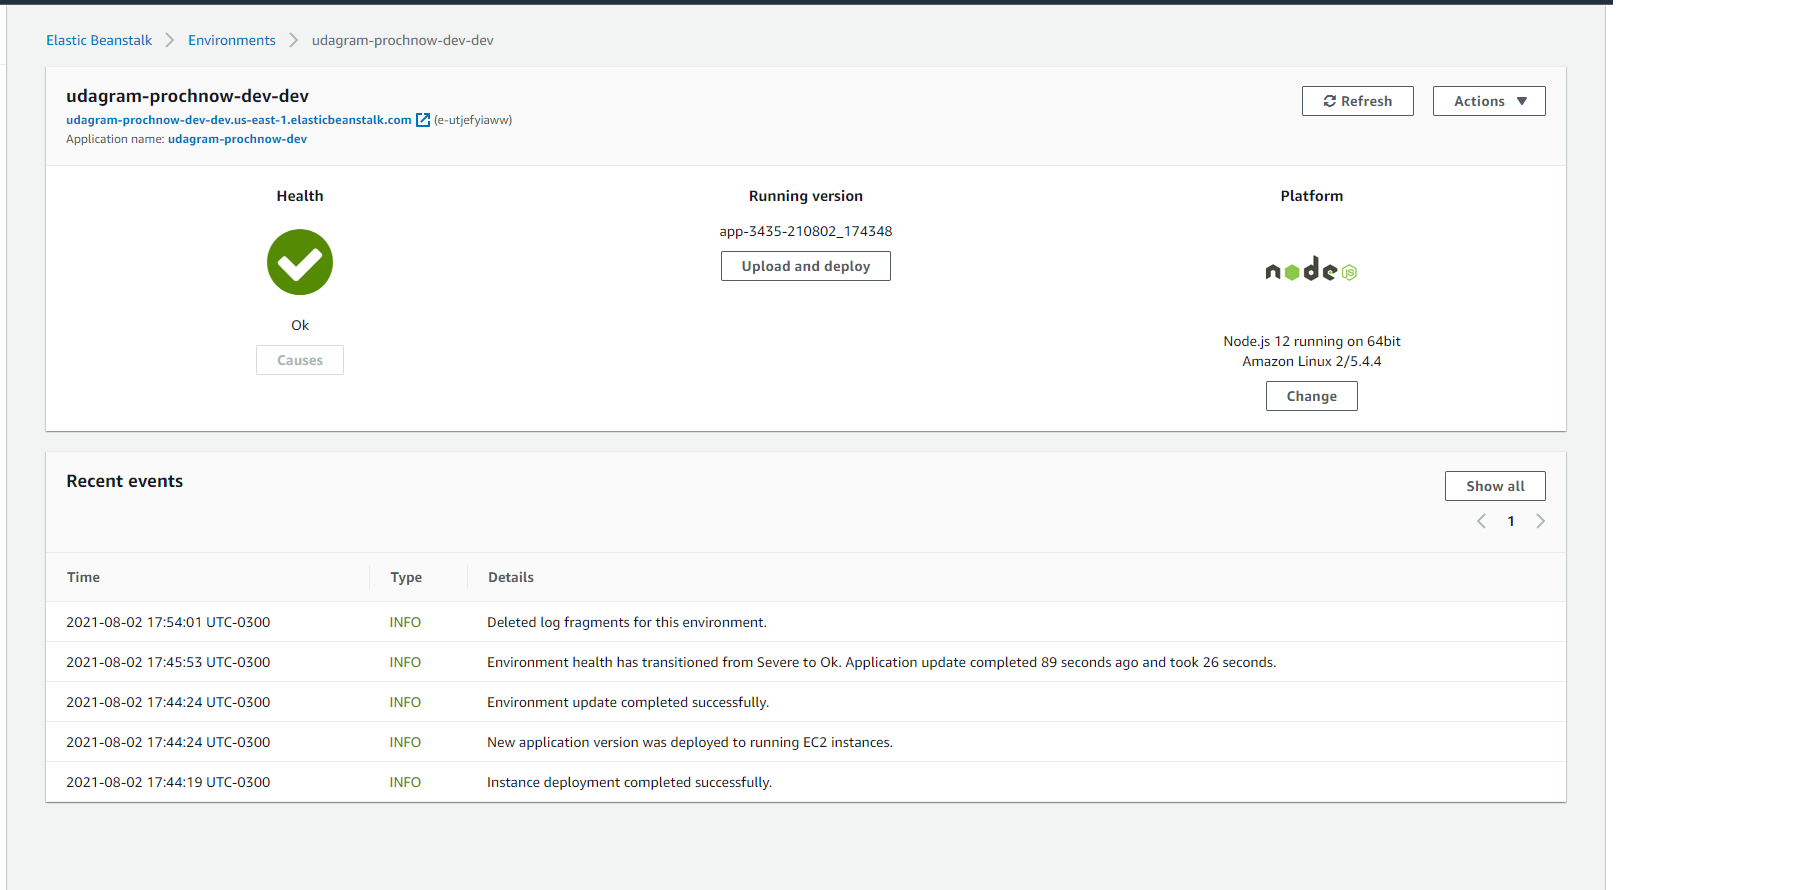 Elastic Beanstalk > Environments > udagram-prochnow-dev-dev
udagram-prochnow-dev-dev
Refresh
Actions
udagram-prochnow-dev-dev.us-east-1.elasticbeanstalk.com (e-utjefyiaww)
Application name: udagram-prochnow-dev
Health
Ok
Causes
Running version
app-3435-210802_174348
Upload and deploy
Platform
node JS
Node.js 12 running on 64bit
Amazon Linux 2/5.4.4
Change
Recent events
Show all
< 1 >
Time Type Details
2021-08-02 17:54:01 UTC-0300 INFO Deleted log fragments for this environment.
2021-08-02 17:45:53 UTC-0300 INFO Environment health has transitioned from Severe to Ok. Application update completed 89 seconds ago and took 26 seconds.
2021-08-02 17:44:24 UTC-0300 INFO Environment update completed successfully.
2021-08-02 17:44:24 UTC-0300 INFO New application version was deployed to running EC2 instances.
2021-08-02 17:44:19 UTC-0300 INFO Instance deployment completed successfully.